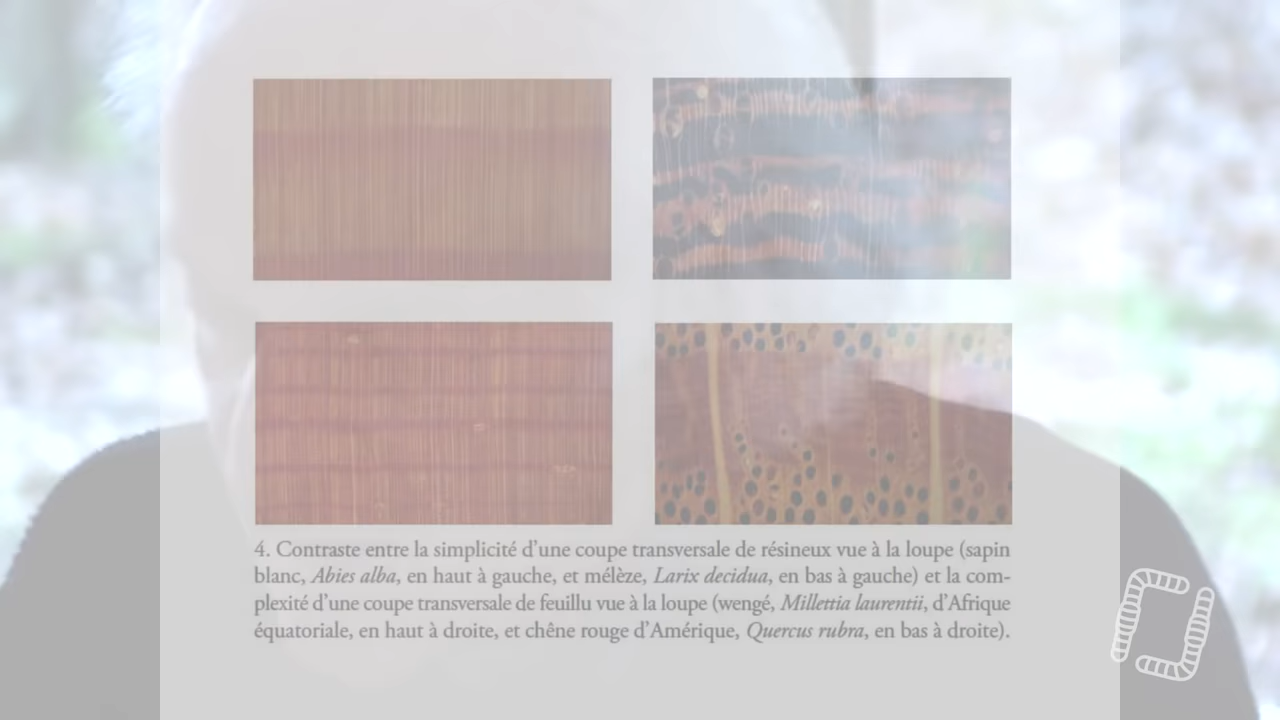 4. Contraste entre la simplicité d'une coupe transversale de résineux vue à la loupe (sapin
blanc, Abies alba, en haut à gauche, et mélèze, Larix decidua, en bas à gauche) et la com-
plexité d'une coupe transversale de feuillu vue à la loupe (wengé, Millettia laurentii, d'Afrique
équatoriale, en haut à droite, et chêne rouge d'Amérique, Quercus rubra, en bas à droite).